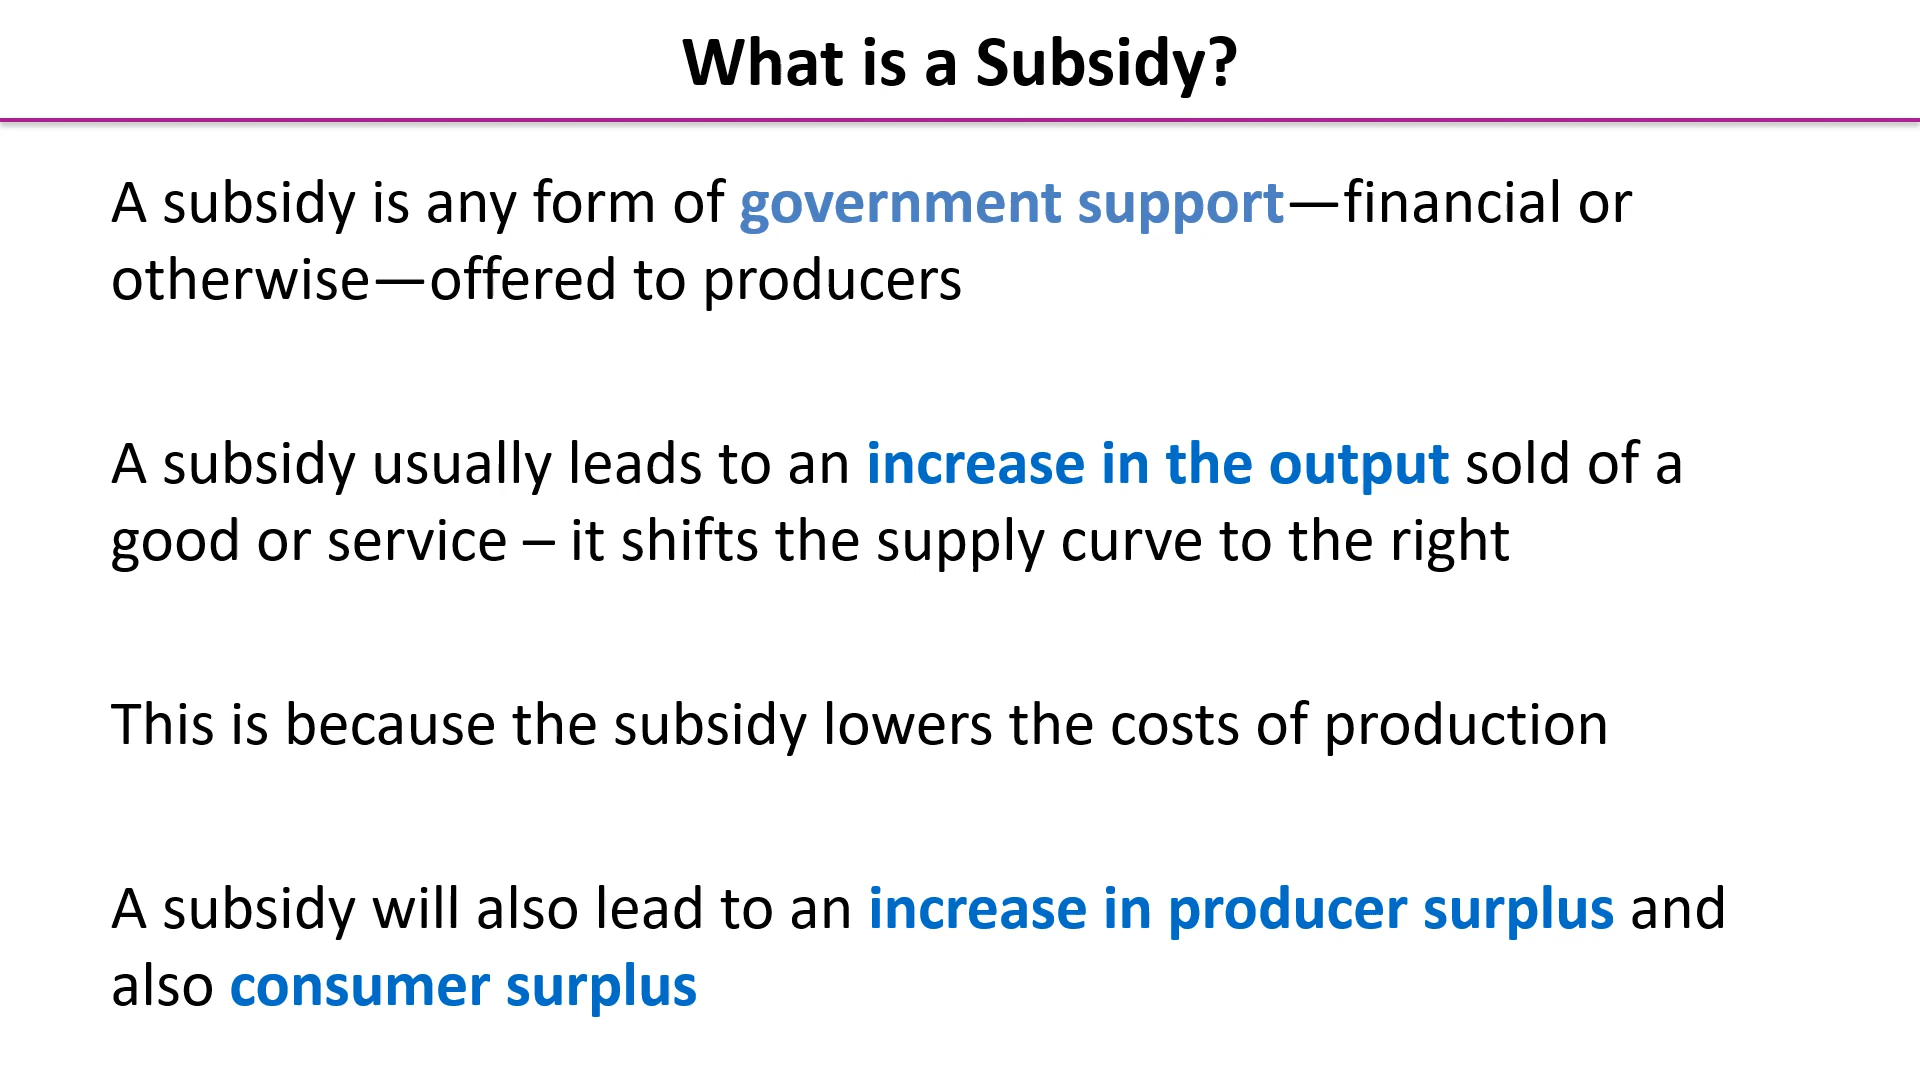 What is a Subsidy?
A subsidy is any form of government support—financial or
otherwise—offered to producers
A subsidy usually leads to an increase in the output sold of a
good or service – it shifts the supply curve to the right
This is because the subsidy lowers the costs of production
A subsidy will also lead to an increase in producer surplus and
also consumer surplus